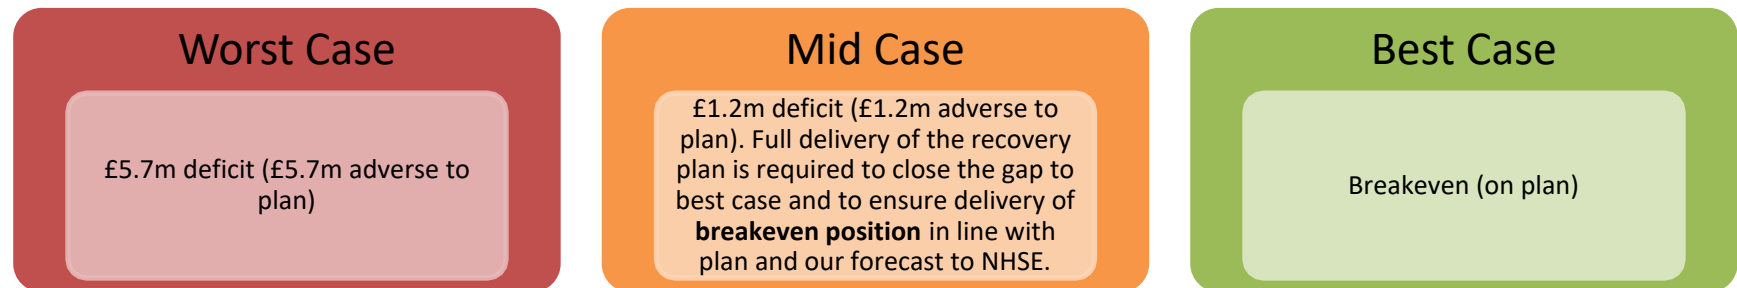 Worst Case
£5.7m deficit (£5.7m adverse to
plan)
Mid Case
£1.2m deficit (£1.2m adverse to
plan). Full delivery of the recovery
plan is required to close the gap to
best case and to ensure delivery of
breakeven position in line with
plan and our forecast to NHSE.
Best Case
Breakeven (on plan)